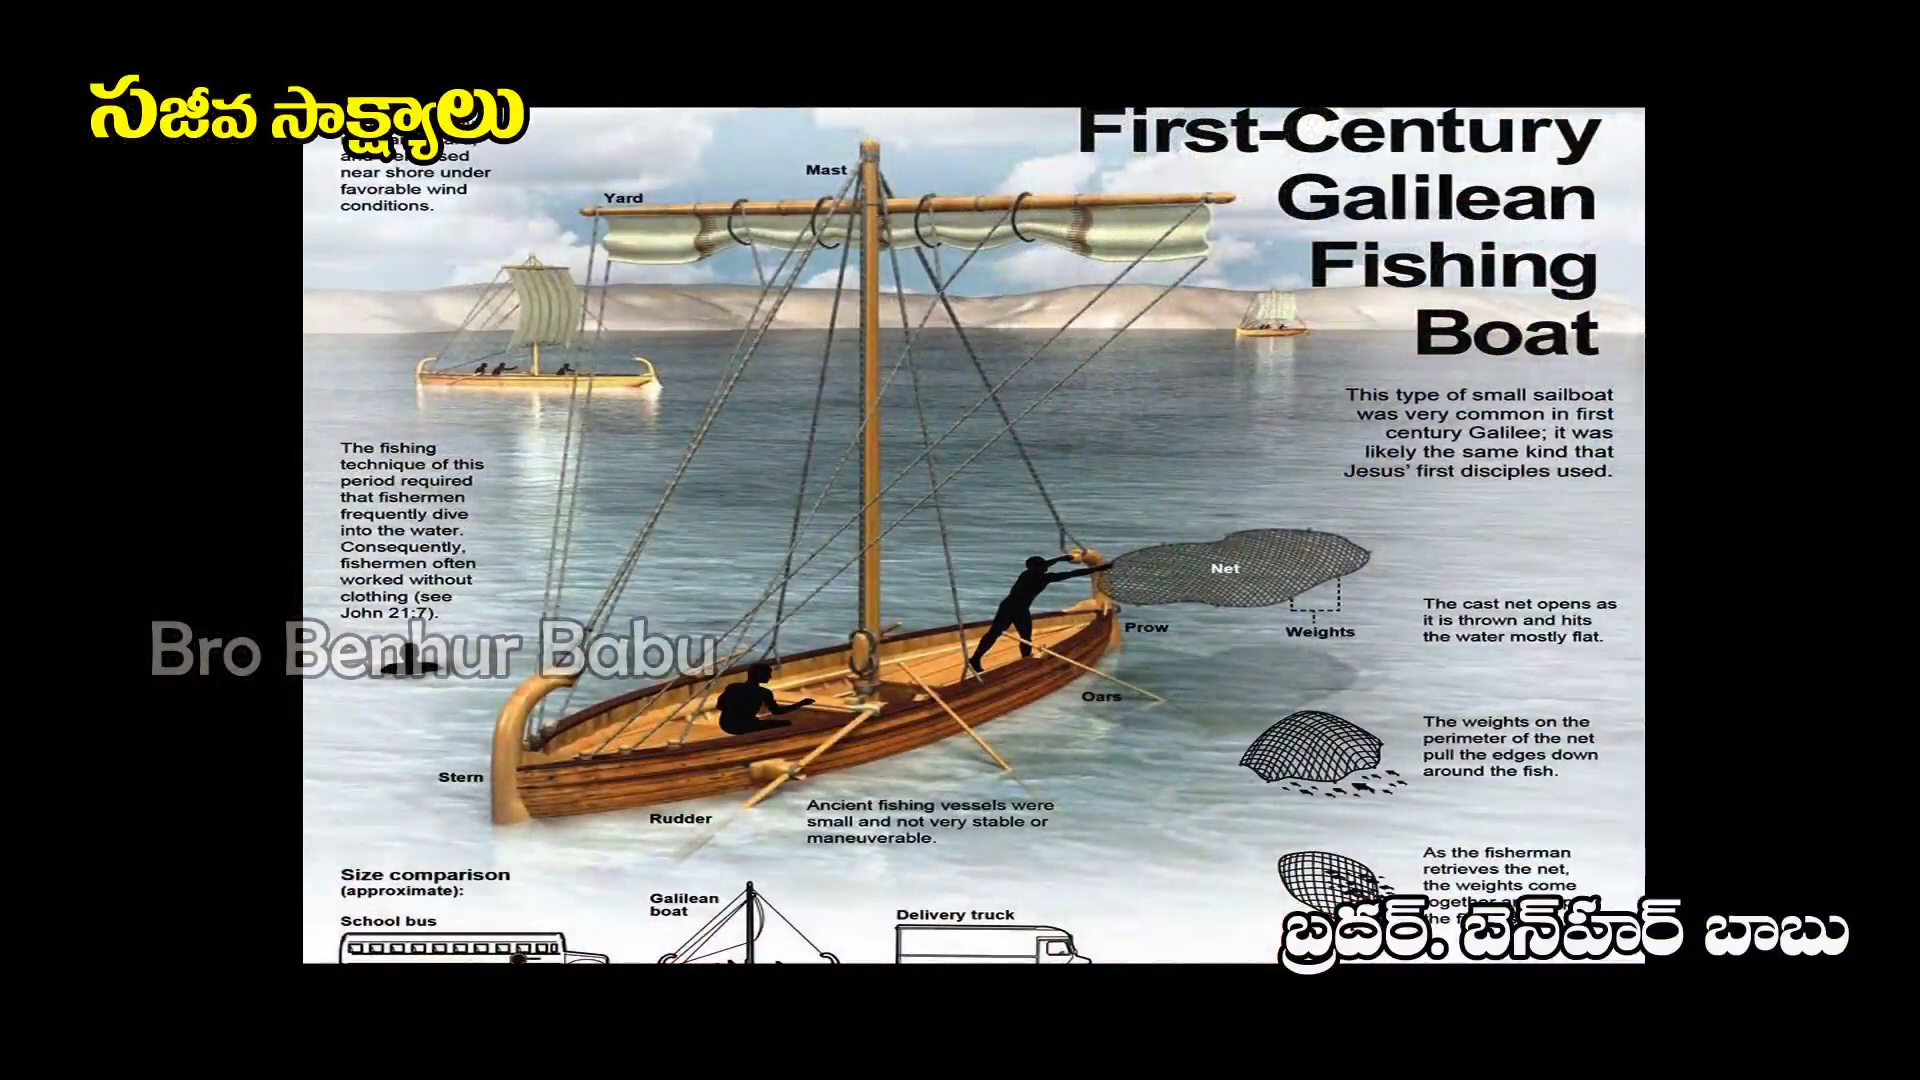 సజీవ సాక్ష్యాలు
near shore under
favorable wind
conditions.
Mast
Yard
First-Century
Galilean
Fishing
Boat
This type of small sailboat
was very common in first
century Galilee; it was
likely the same kind that
Jesus’ first disciples used.
The fishing
technique of this
period required
that fishermen
frequently dive
into the water.
Consequently,
fishermen often
worked without
clothing (see
John 21:7).
Bro Benhur Babu
Net
Weights
Prow
Oars
The cast net opens as
it is thrown and hits
the water mostly flat.
The weights on the
perimeter of the net
pull the edges down
around the fish.
Stern
Rudder
Ancient fishing vessels were
small and not very stable or
maneuverable.
As the fisherman
retrieves the net,
the weights come
together
the
Size comparison
(approximate):
School bus
Galilean
boat
Delivery truck
బ్రదర్. బెన్‌హర్ బాబు